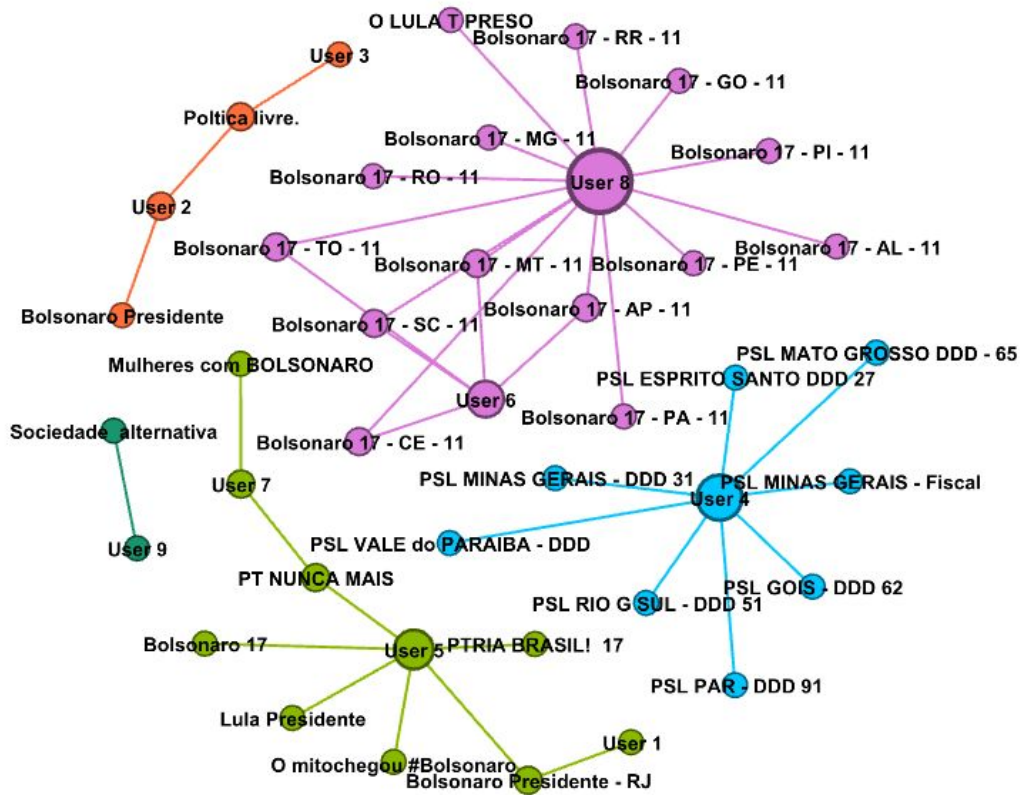 O LULA T PRESO
Bolsonaro 17 - RR - 11
User 3
Bolsonaro 17 - GO - 11
Poltica livre.
Bolsonaro 17 - MG - 11
Bolsonaro 17 - PI - 11
Bolsonaro 17 - RO - 11
User 8
User 2
Bolsonaro 17 - TO - 11
Bolsonaro 17 - AL - 11
Bolsonaro 17 - MT - 11
Bolsonaro 17 - PE - 11
Bolsonaro 17 - AP - 11
Bolsonaro Presidente
Bolsonaro 17 - SC - 11
PSL MATO GROSSO DDD - 65
Mulheres com BOLSONARO
PSL ESPRITO SANTO DDD 27
User 6
Bolsonaro 17 - PA - 11
Sociedade alternativa
Bolsonaro 17 - CE - 11
PSL MINAS GERAIS - DDD 31
PSL MINAS GERAIS - Fiscal
User 7
User 4
PSL VALE do PARAIBA - DDD
User 9
PT NUNCA MAIS
PSL GOIS - DDD 62
PSL RIO G SUL - DDD 51
Bolsonaro 17
User 5
PTRIA BRASIL! 17
PSL PAR - DDD 91
Lula Presidente
User 1
O mitochegou #Bolsonaro
Bolsonaro Presidente - RJ